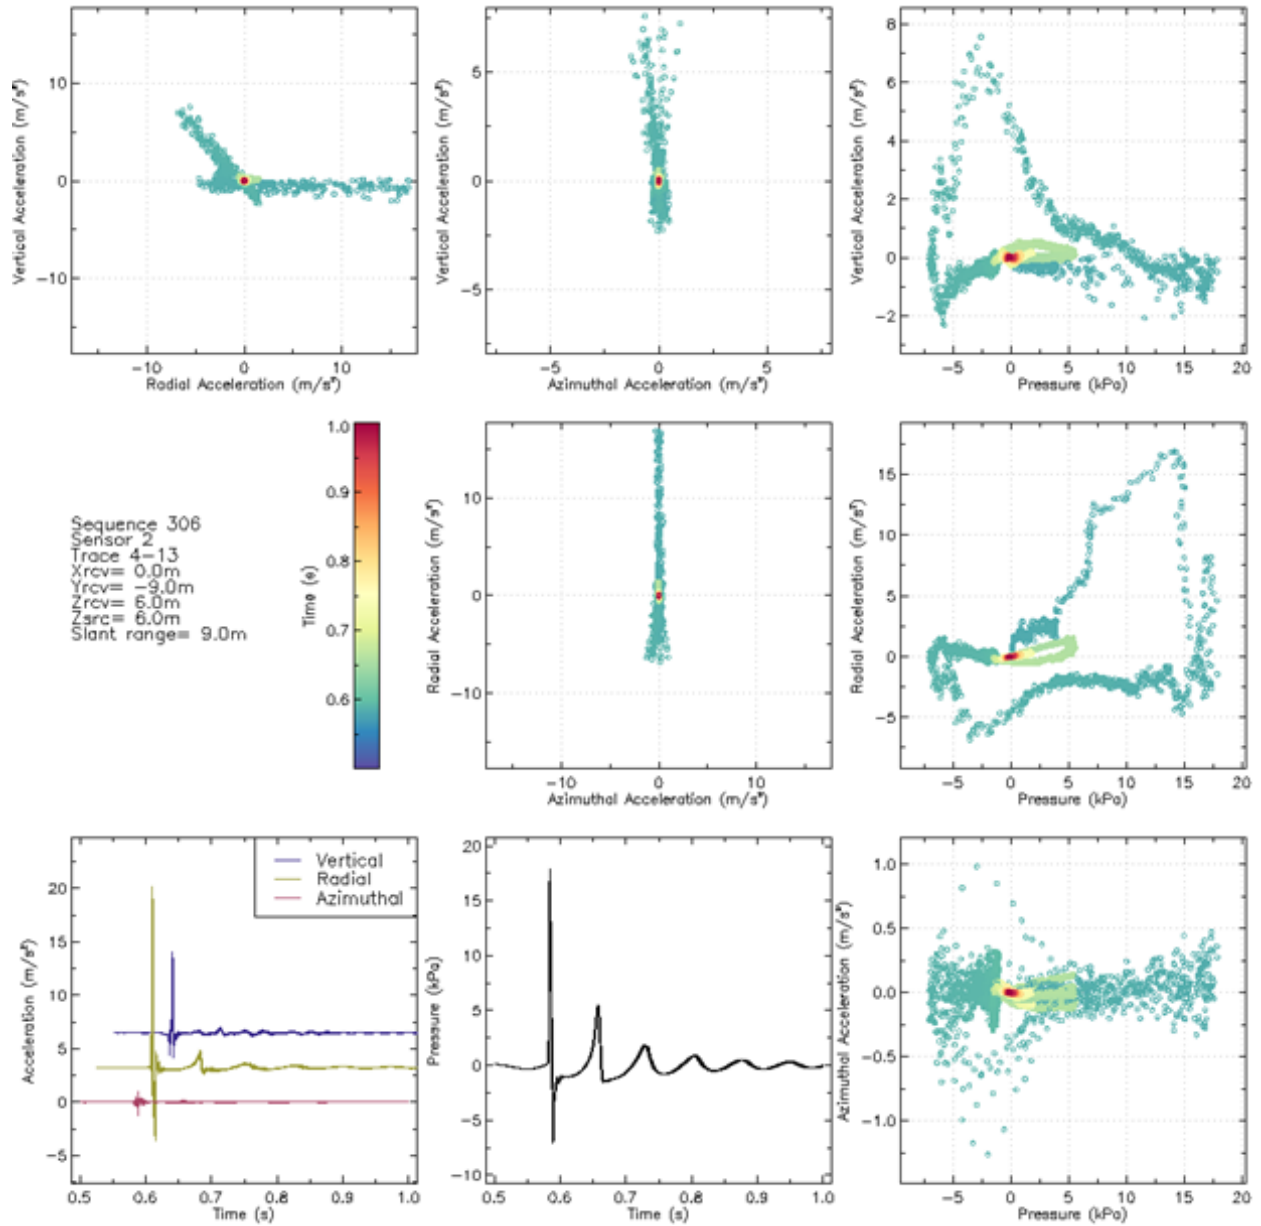 10
0
−10
Vertical Acceleration (m/s²)
−10 0 10
Radial Acceleration (m/s²)
5
0
−5
Vertical Acceleration (m/s²)
−5 0 5
Azimuthal Acceleration (m/s²)
8
6
4
2
0
−2
Vertical Acceleration (m/s²)
−5 0 5 10 15 20
Pressure (kPa)
Sequence 306
Sensor 2
Trace 4−13
Xrcv= 0.0m
Yrcv= −9.0m
Zrcv= 6.0m
Zsrc= 6.0m
Slant range= 9.0m
1.0
0.9
0.8
0.7
0.6
Time (s)
10
0
−10
Radial Acceleration (m/s²)
−10 0 10
Azimuthal Acceleration (m/s²)
15
10
5
0
−5
Radial Acceleration (m/s²)
−5 0 5 10 15 20
Pressure (kPa)
Vertical
Radial
Azimuthal
20
15
10
5
0
−5
Acceleration (m/s²)
0.5 0.6 0.7 0.8 0.9 1.0
Time (s)
20
15
10
5
0
−5
−10
Pressure (kPa)
0.5 0.6 0.7 0.8 0.9 1.0
Time (s)
1.0
0.5
0.0
−0.5
−1.0
Azimuthal Acceleration (m/s²)
−5 0 5 10 15 20
Pressure (kPa)